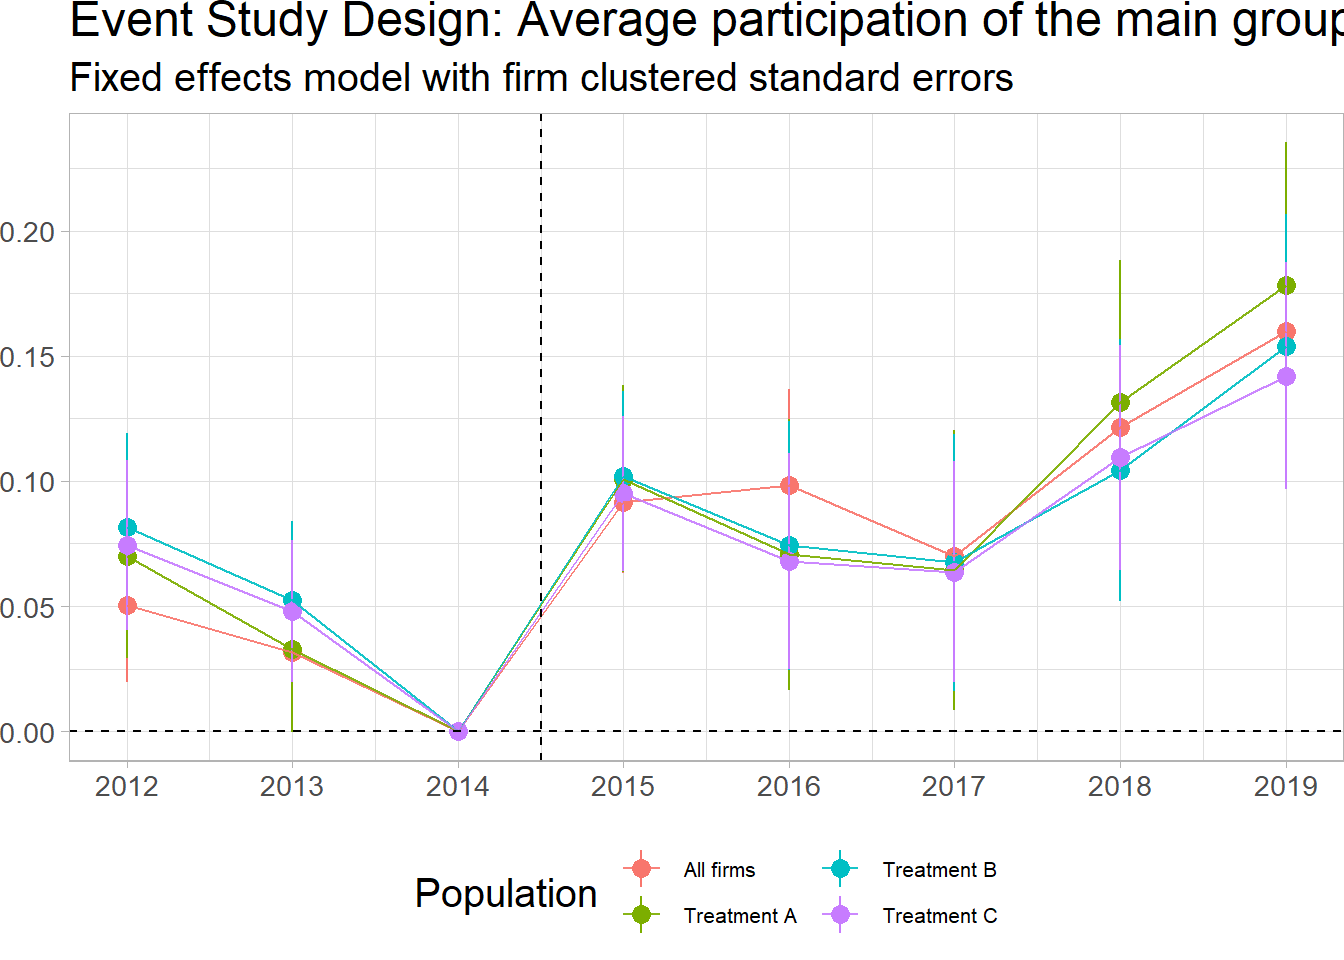 Event Study Design: Average participation of the main group
Fixed effects model with firm clustered standard errors
0.20
0.15
0.10
0.05
0.00
2012 2013 2014 2015 2016 2017 2018 2019
Population
All firms
Treatment B
Treatment A
Treatment C